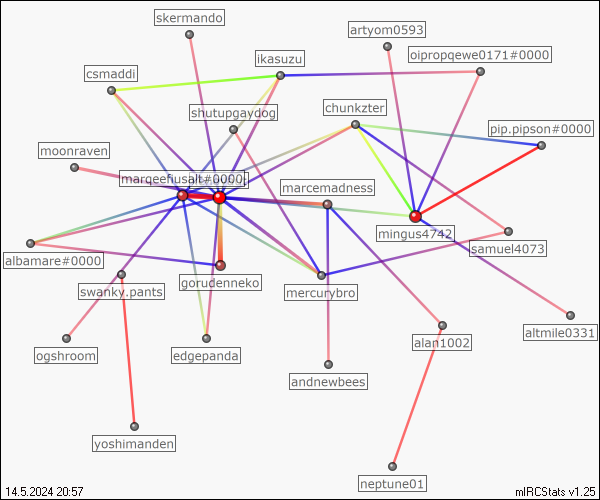 skermando
artyom0593
ikasuzu
oipropqewe0171#0000
csmaddi
chunkzter
shutupgaydog
pip.pipson#0000
moonraven
salt#0000
marcemadness
mingus4742
samuel4073
albamare#0000
gorudenneko
swanky.pants
mercurybro
altmile0331
ogshroom
edgepanda
alan1002
andnewbees
yoshimanden
neptune01
14.5.2024 20:57
mIRCStats v1.25